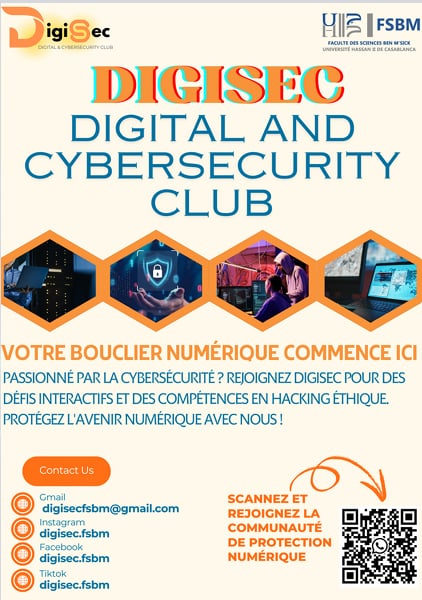 DigiSec
DIGITAL & CYBERSECURITY CLUB
FSBM
FACULTÉ DES SCIENCES BEN M'SICK
UNIVERSITÉ HASSAN II DE CASABLANCA
DIGISEC
DIGITAL AND
CYBERSECURITY
CLUB
VOTRE BOUCLIER NUMÉRIQUE COMMENCE ICI
PASSIONNÉ PAR LA CYBERSÉCURITÉ ? REJOIGNEZ DIGISEC POUR DES
DÉFIS INTERACTIFS ET DES COMPÉTENCES EN HACKING ÉTHIQUE.
PROTÉGEZ L'AVENIR NUMÉRIQUE AVEC NOUS !
Contact Us
Gmail
digisecfsbm@gmail.com
Instagram
digisec.fsbm
Facebook
digisec.fsbm
Tiktok
digisec.fsbm
SCANNEZ ET
REJOIGNEZ LA
COMMUNAUTÉ
DE PROTECTION
NUMÉRIQUE